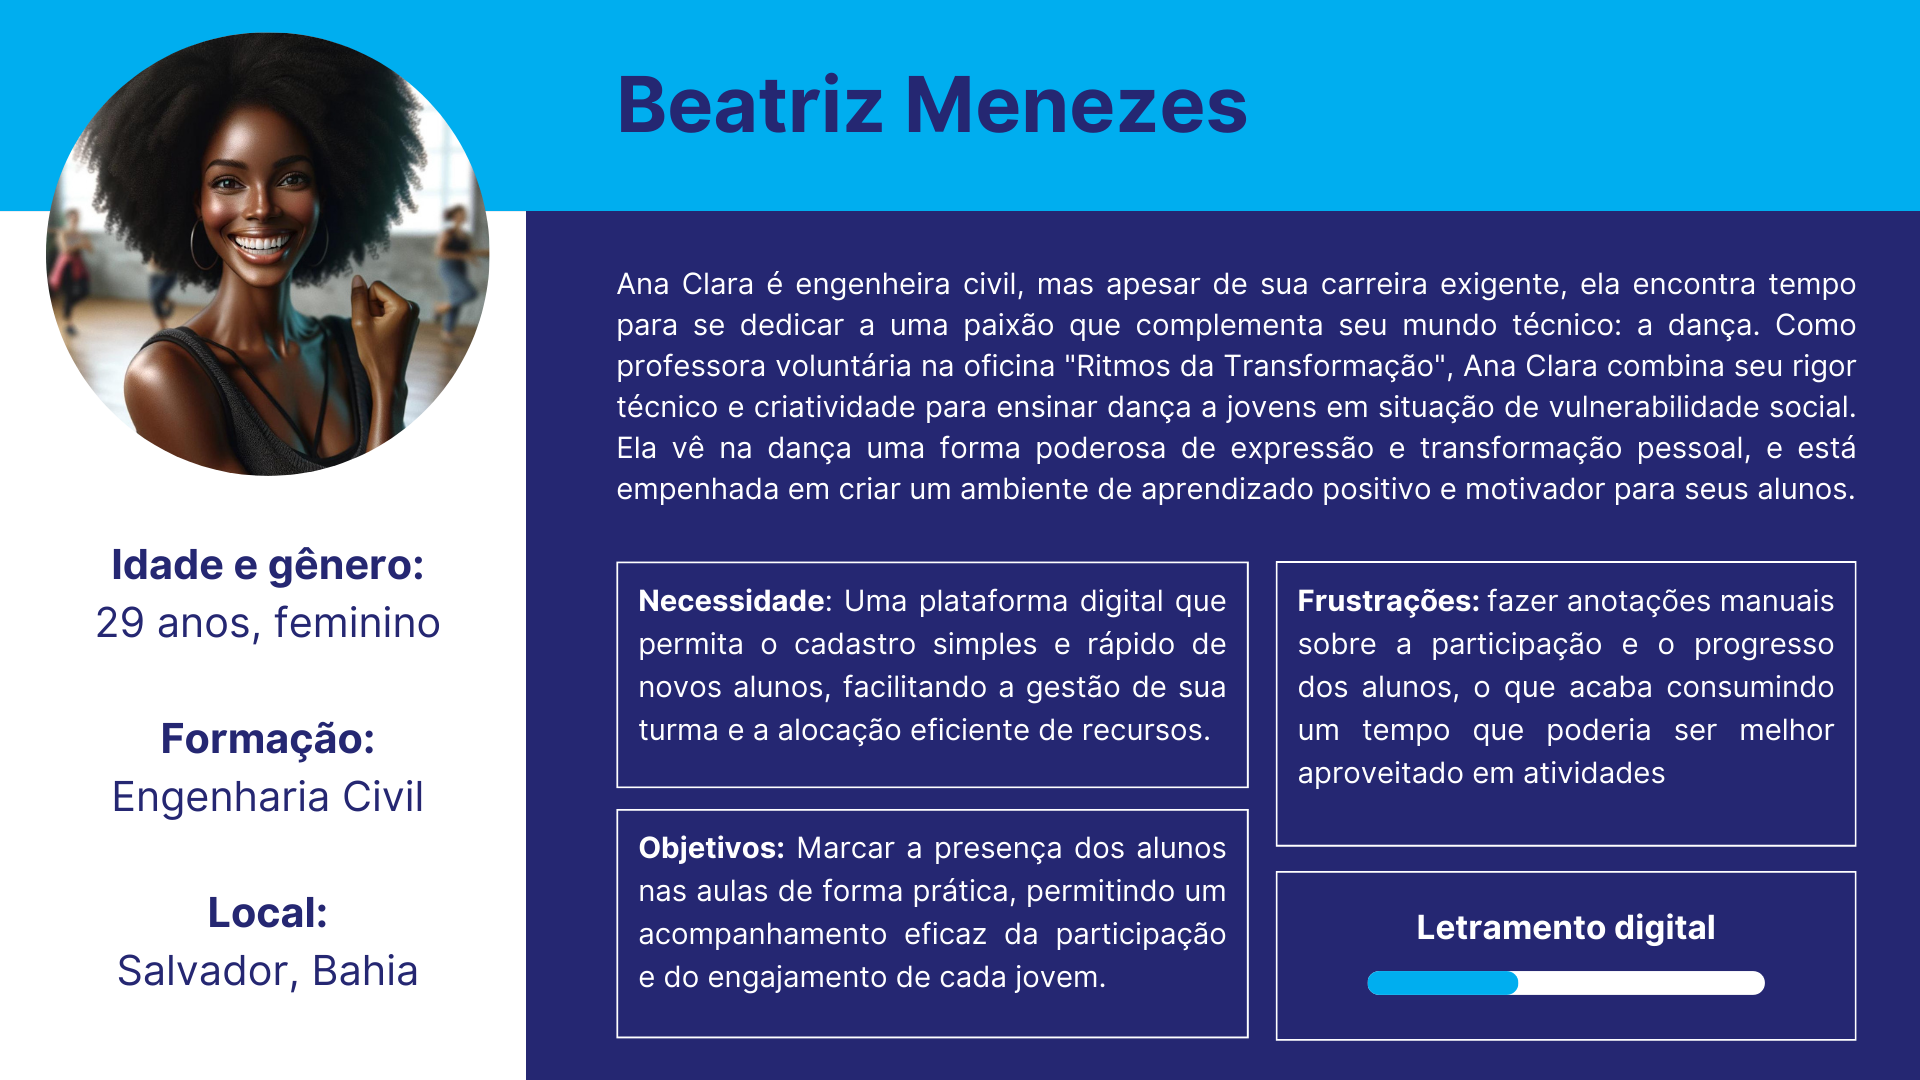 Beatriz Menezes
Idade e gênero:
29 anos, feminino
Formação:
Engenharia Civil
Local:
Salvador, Bahia
Ana Clara é engenheira civil, mas apesar de sua carreira exigente, ela encontra tempo
para se dedicar a uma paixão que complementa seu mundo técnico: a dança. Como
professora voluntária na oficina "Ritmos da Transformação", Ana Clara combina seu rigor
técnico e criatividade para ensinar dança a jovens em situação de vulnerabilidade social.
Ela vê na dança uma forma poderosa de expressão e transformação pessoal, e está
empenhada em criar um ambiente de aprendizado positivo e motivador para seus alunos.
Necessidade: Uma plataforma digital que
permita o cadastro simples e rápido de
novos alunos, facilitando a gestão de sua
turma e a alocação eficiente de recursos.
Objetivos: Marcar a presença dos alunos
nas aulas de forma prática, permitindo um
acompanhamento eficaz da participação
e do engajamento de cada jovem.
Frustrações: fazer anotações manuais
sobre a participação e o progresso
dos alunos, o que acaba consumindo
um tempo que poderia ser melhor
aproveitado em atividades
Letramento digital